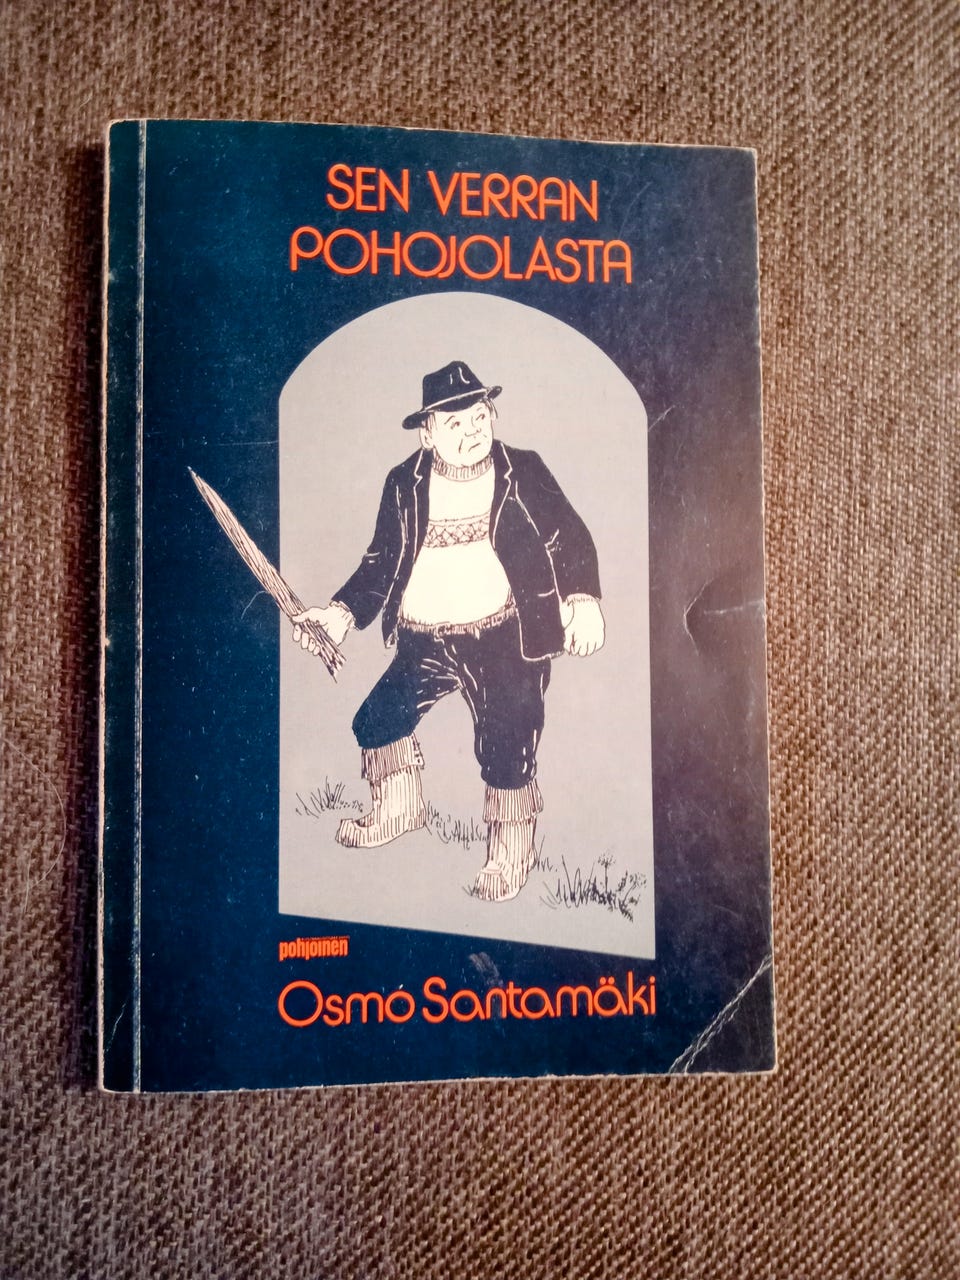 SEN VERRAN
POHOJOLASTA
pohjoinen
Osmo Santamäki